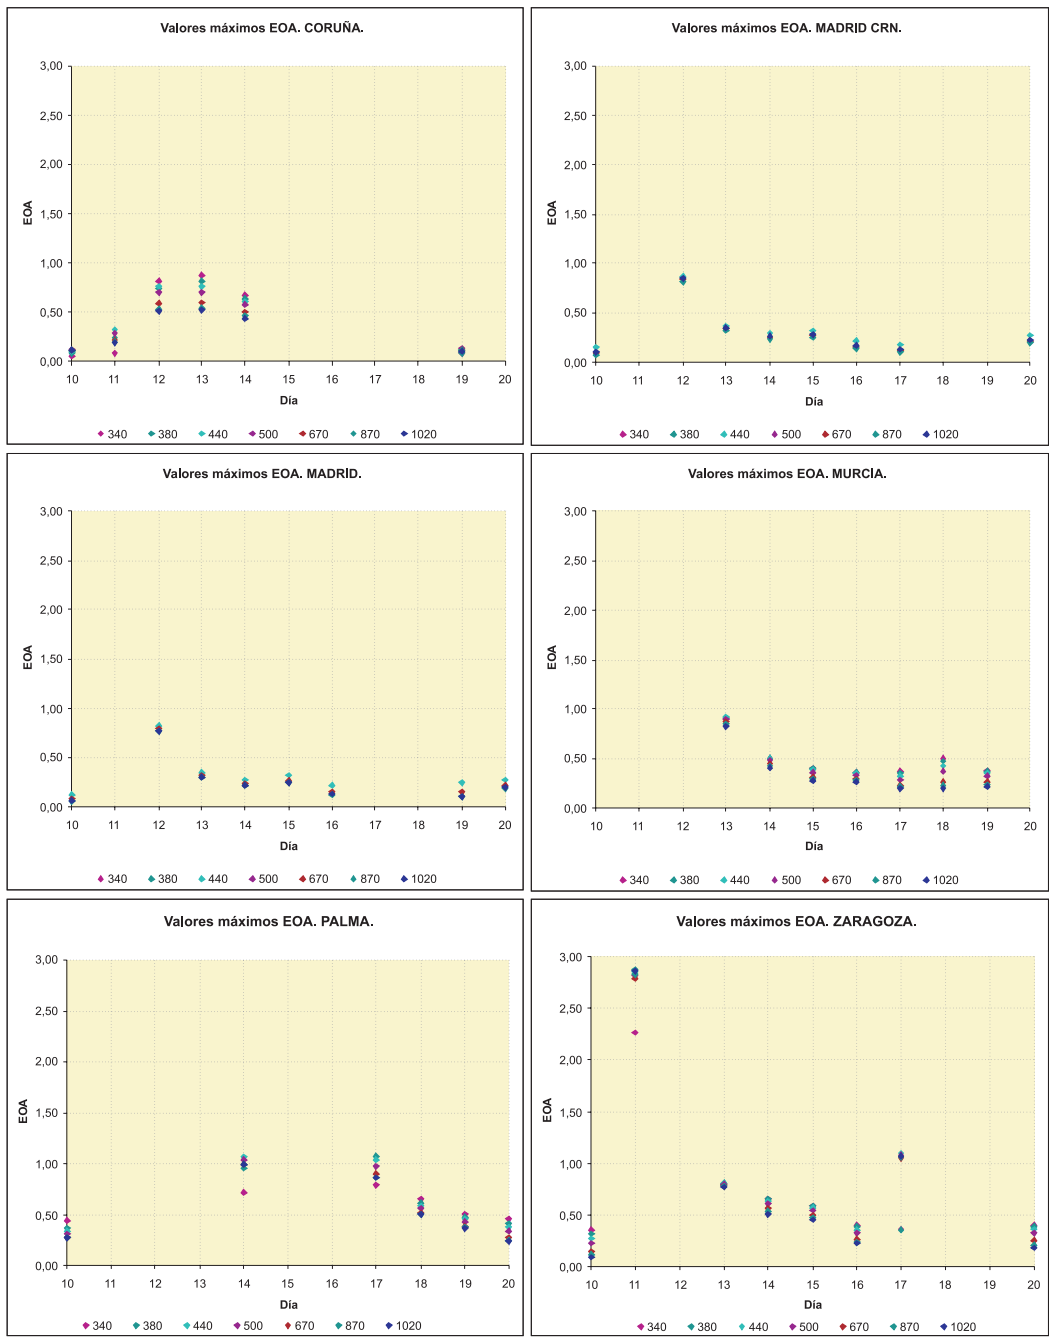 Valores máximos EOA. CORUÑA.
3,00
2,50
2,00
1,50
1,00
0,50
0,00
EOA
10 11 12 13 14 15 16 17 18 19 20
Día
340 380 440 500 670 870 1020
Valores máximos EOA. MADRID CRN.
3,00
2,50
2,00
1,50
1,00
0,50
0,00
EOA
10 11 12 13 14 15 16 17 18 19 20
Día
340 380 440 500 670 870 1020
Valores máximos EOA. MADRID.
3,00
2,50
2,00
1,50
1,00
0,50
0,00
EOA
10 11 12 13 14 15 16 17 18 19 20
Día
340 380 440 500 670 870 1020
Valores máximos EOA. MURCIA.
3,00
2,50
2,00
1,50
1,00
0,50
0,00
EOA
10 11 12 13 14 15 16 17 18 19 20
Día
340 380 440 500 670 870 1020
Valores máximos EOA. PALMA.
3,00
2,50
2,00
1,50
1,00
0,50
0,00
EOA
10 11 12 13 14 15 16 17 18 19 20
Día
340 380 440 500 670 870 1020
Valores máximos EOA. ZARAGOZA.
3,00
2,50
2,00
1,50
1,00
0,50
0,00
EOA
10 11 12 13 14 15 16 17 18 19 20
Día
340 380 440 500 670 870 1020